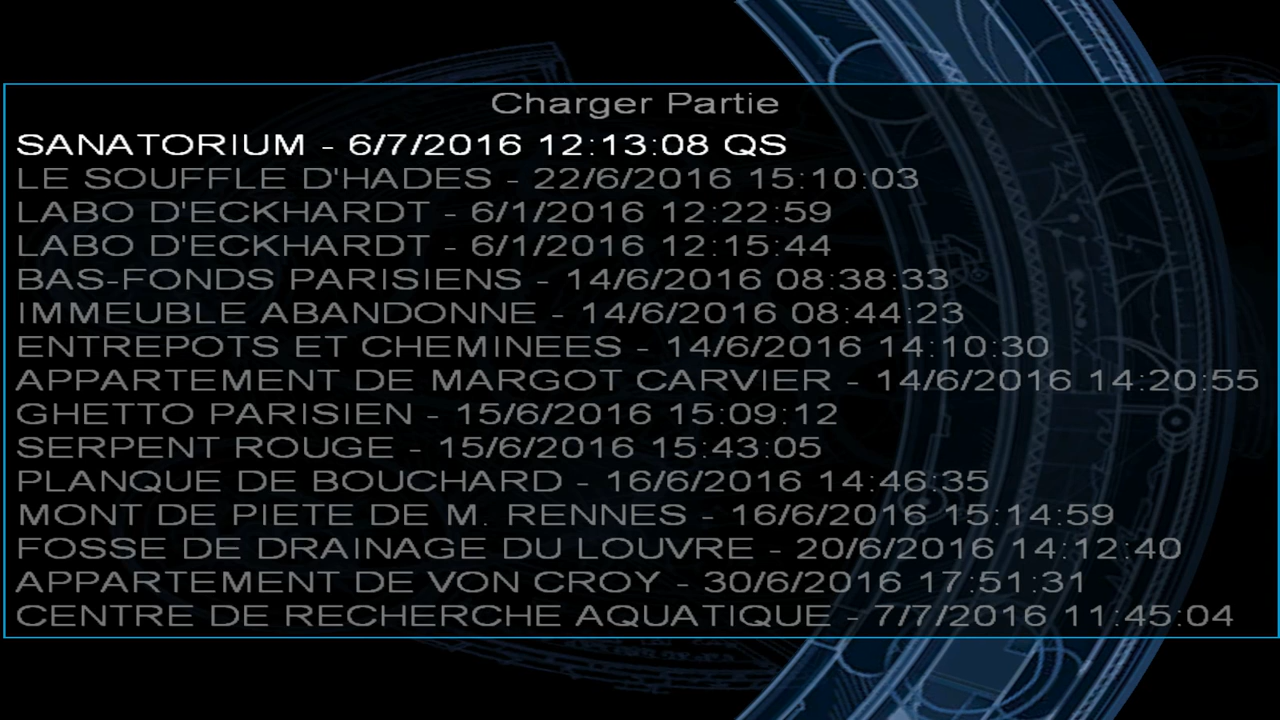 Charger Partie
SANATORIUM - 6/7/2016 12:13:08 QS
LE SOUFFLE D'HADES - 22/6/2016 15:10:03
LABO D'ECKHARDT - 6/1/2016 12:22:59
LABO D'ECKHARDT - 6/1/2016 12:15:44
BAS-FONDS PARISIENS - 14/6/2016 08:38:33
IMMEUBLE ABANDONNE - 14/6/2016 08:44:23
ENTREPOTS ET CHEMINEES - 14/6/2016 14:10:30
APPARTEMENT DE MARGOT CARVIER - 14/6/2016 14:20:55
GHETTO PARISIEN - 15/6/2016 15:09:12
SERPENT ROUGE - 15/6/2016 15:43:05
PLANQUE DE BOUCHARD - 16/6/2016 14:46:35
MONT DE PIETE DE M. RENNES - 16/6/2016 15:14:59
FOSSE DE DRAINAGE DU LOUVRE - 20/6/2016 14:12:40
APPARTEMENT DE VON CROY - 30/6/2016 17:51:31
CENTRE DE RECHERCHE AQUATIQUE - 7/7/2016 11:45:04